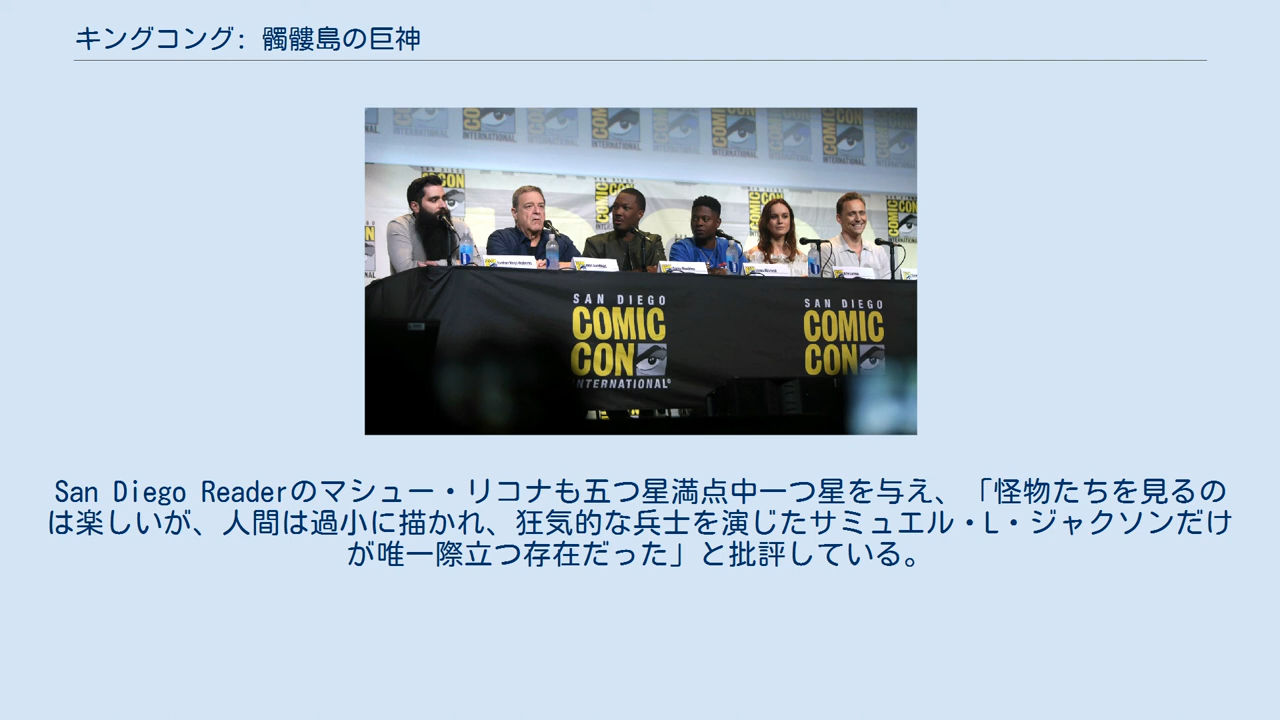 キングコング: 髑髏島の巨神
SAN DIEGO
COMIC
CON
INTERNATIONAL
SAN DIEGO
COMIC
CON
San Diego Readerのマシュー・リコナも五つ星満点中一つ星を与え、「怪物たちを見るの
は楽しいが、人間は過小に描かれ、狂気的な兵士を演じたサミュエル・L・ジャクソンだけ
が唯一際立つ存在だった」と批評している。